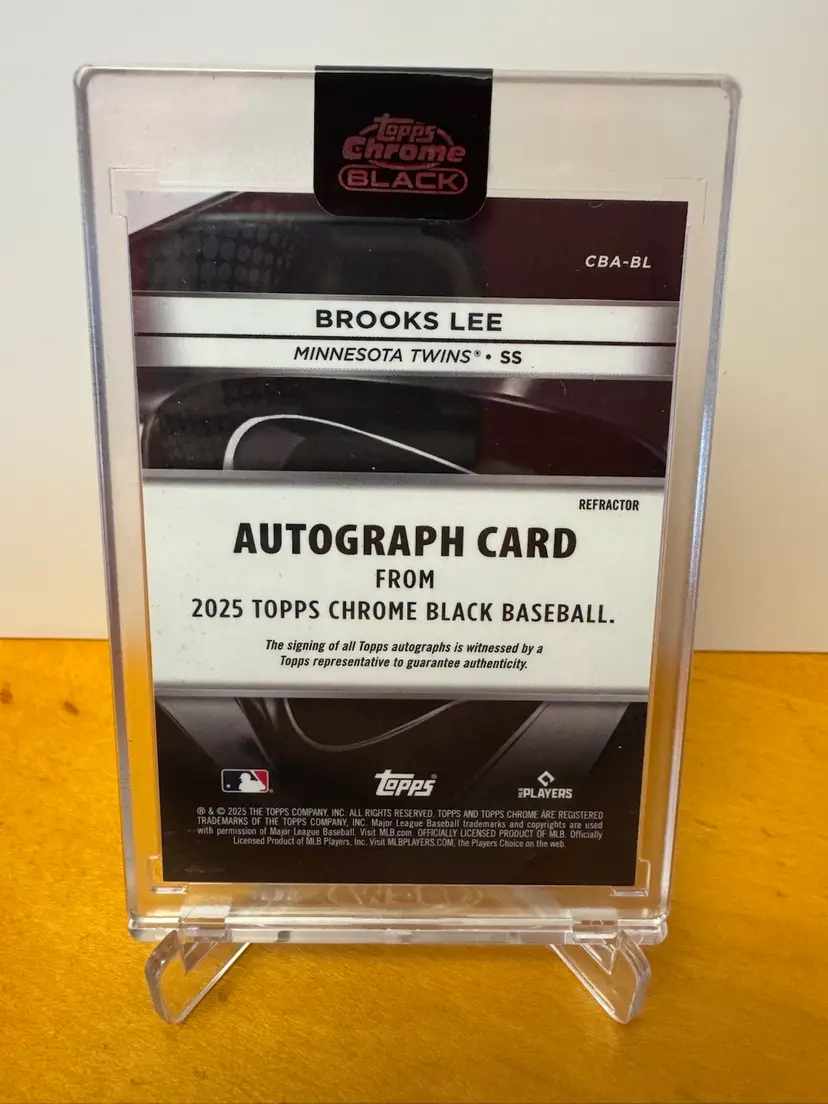 Topps
Chrome
BLACK
CBA-BL
BROOKS LEE
MINNESOTA TWINS® • SS
REFRACTOR
AUTOGRAPH CARD
FROM
2025 TOPPS CHROME BLACK BASEBALL.
The signing of all Topps autographs is witnessed by a
Topps representative to guarantee authenticity.
Topps®
MLB PLAYERS
® & © 2025 THE TOPPS COMPANY, INC. ALL RIGHTS RESERVED. TOPPS AND TOPPS CHROME ARE REGISTERED
TRADEMARKS OF THE TOPPS COMPANY, INC. Major League Baseball trademarks and copyrights are used
with permission of Major League Baseball. Visit MLB.com. OFFICIALLY LICENSED PRODUCT OF MLB. Officially
Licensed Product of MLB Players, Inc. Visit MLBPLAYERS.COM, the Players Choice on the web.